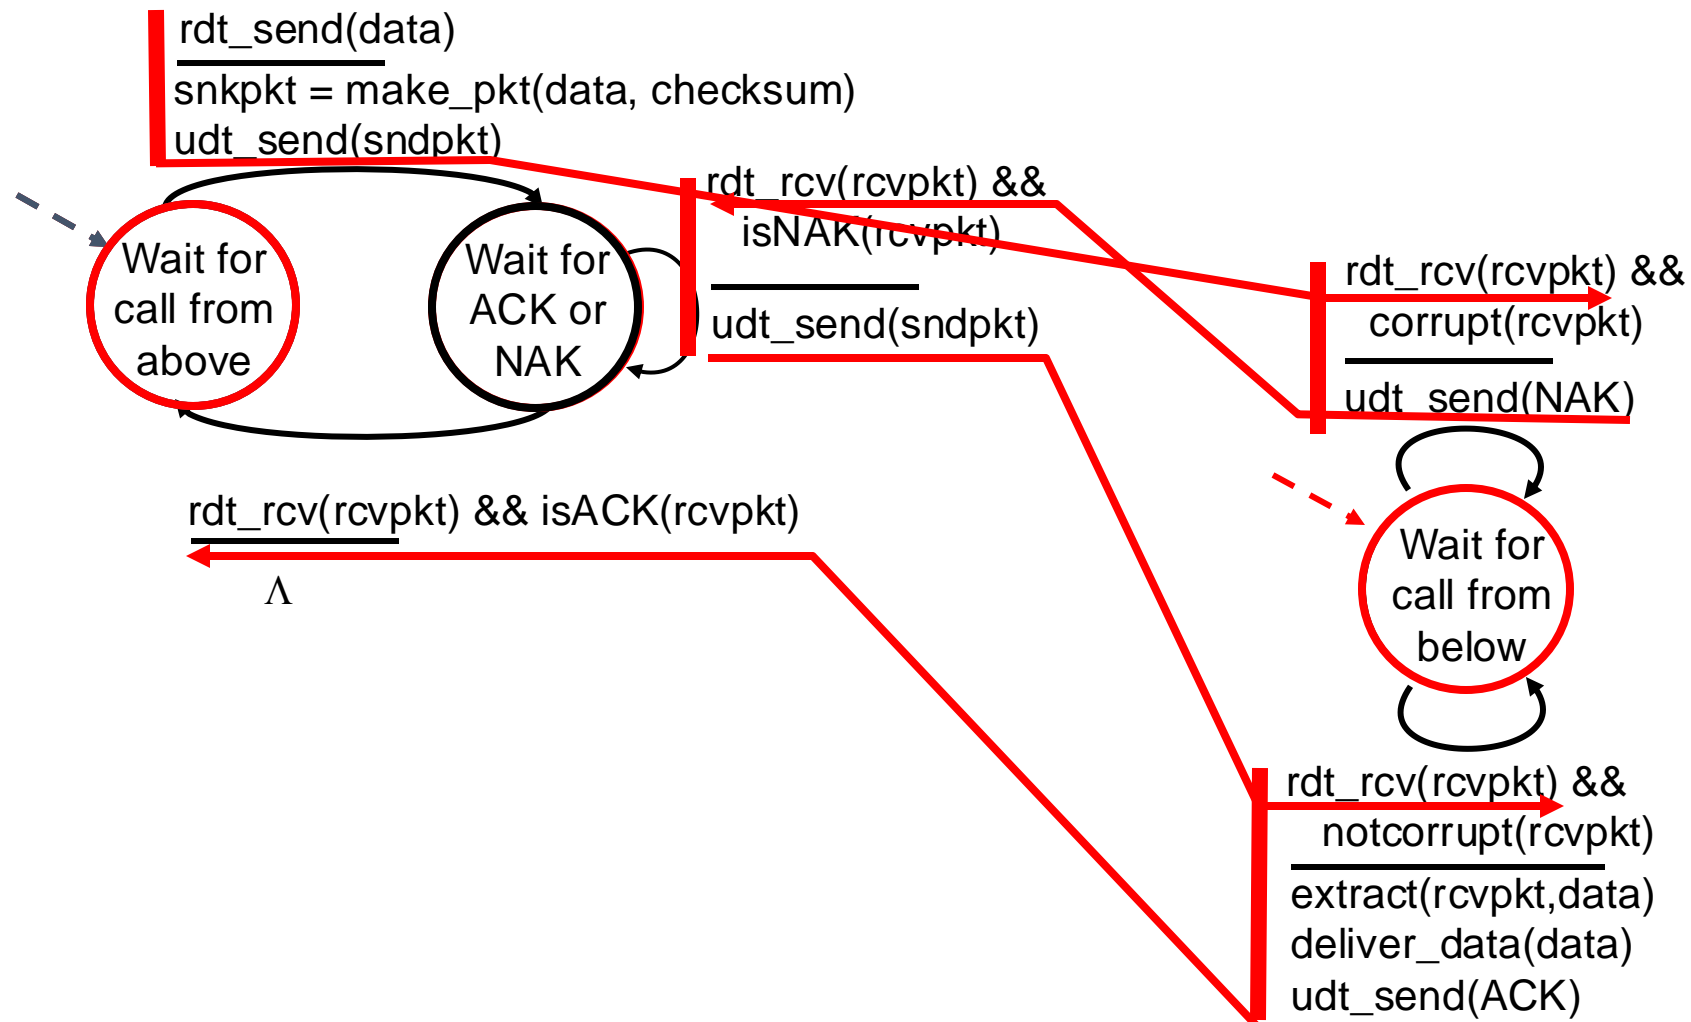 rdt_send(data)
snkpkt = make_pkt(data, checksum)
udt_send(sndpkt)
Wait for
call from
above
Wait for
ACK or
NAK
rdt_rcv(rcvpkt) &&
isNAK(rcvpkt)
udt_send(sndpkt)
rdt_rcv(rcvpkt) && isACK(rcvpkt)
Λ
rdt_rcv(rcvpkt) &&
corrupt(rcvpkt)
udt_send(NAK)
Wait for
call from
below
rdt_rcv(rcvpkt) &&
notcorrupt(rcvpkt)
extract(rcvpkt,data)
deliver_data(data)
udt_send(ACK)